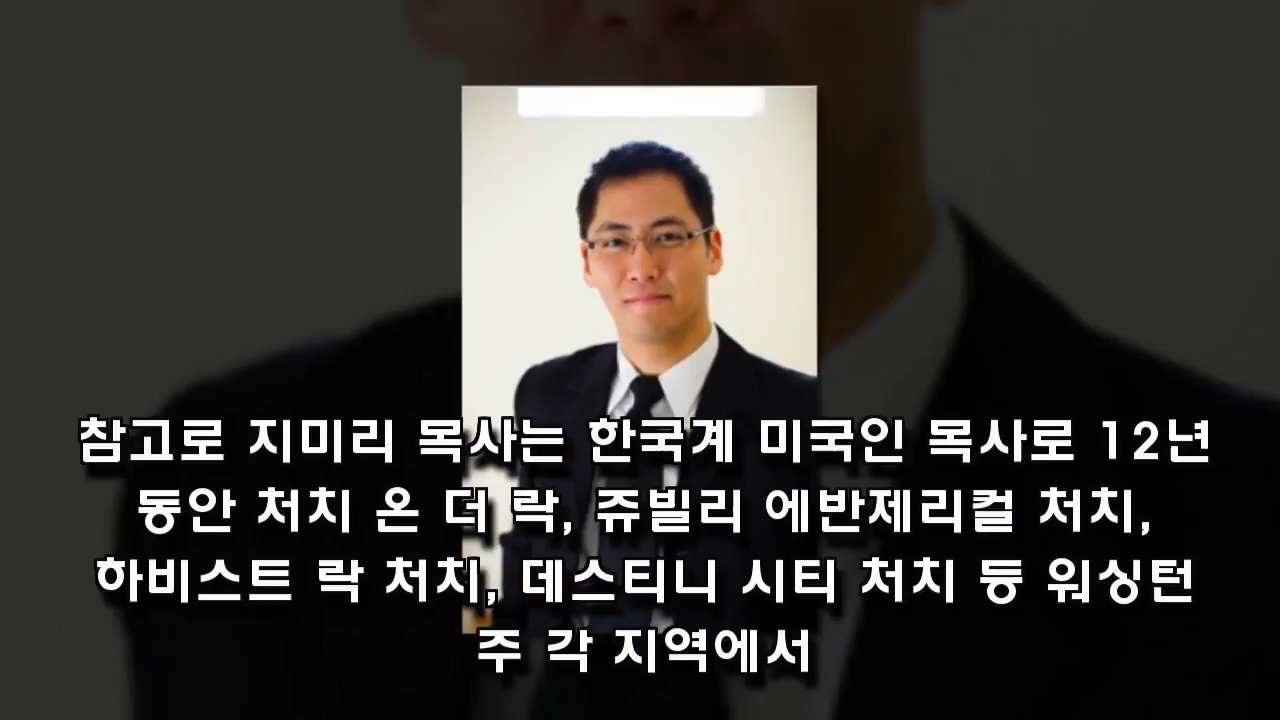 참고로 지미리 목사는 한국계 미국인 목사로 12년
동안 처치 온 더 락, 쥬빌리 에반제리컬 처치,
하비스트 락 처치, 데스티니 시티 처치 등 워싱턴
주 각 지역에서